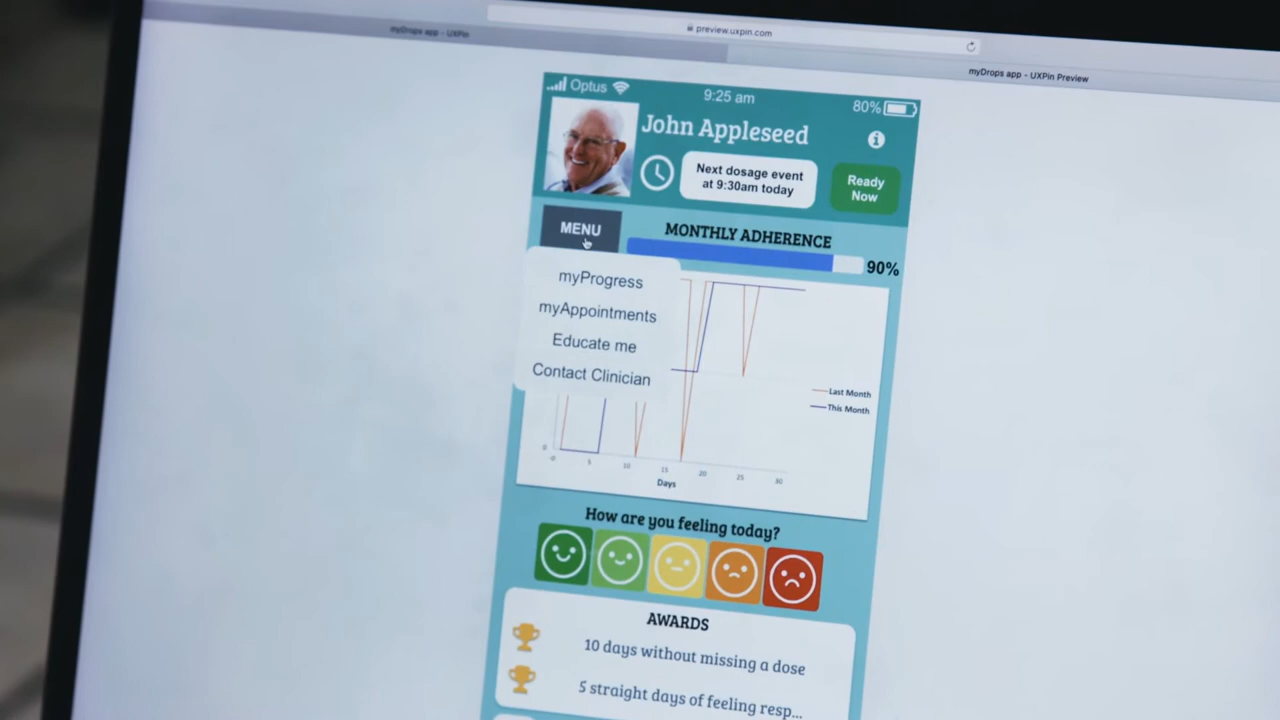 preview.uxpin.com
myDrops app - UXPin
myDrops app - UXPin Preview
Optus
9:25 am
80%
John Appleseed
i
Next dosage event
at 9:30am today
Ready
Now
MENU
MONTHLY ADHERENCE
90%
myProgress
myAppointments
Educate me
Contact Clinician
Last Month
This Month
0
-0 5 10 15 20 25 30
Days
How are you feeling today?
AWARDS
10 days without missing a dose
5 straight days of feeling resp...